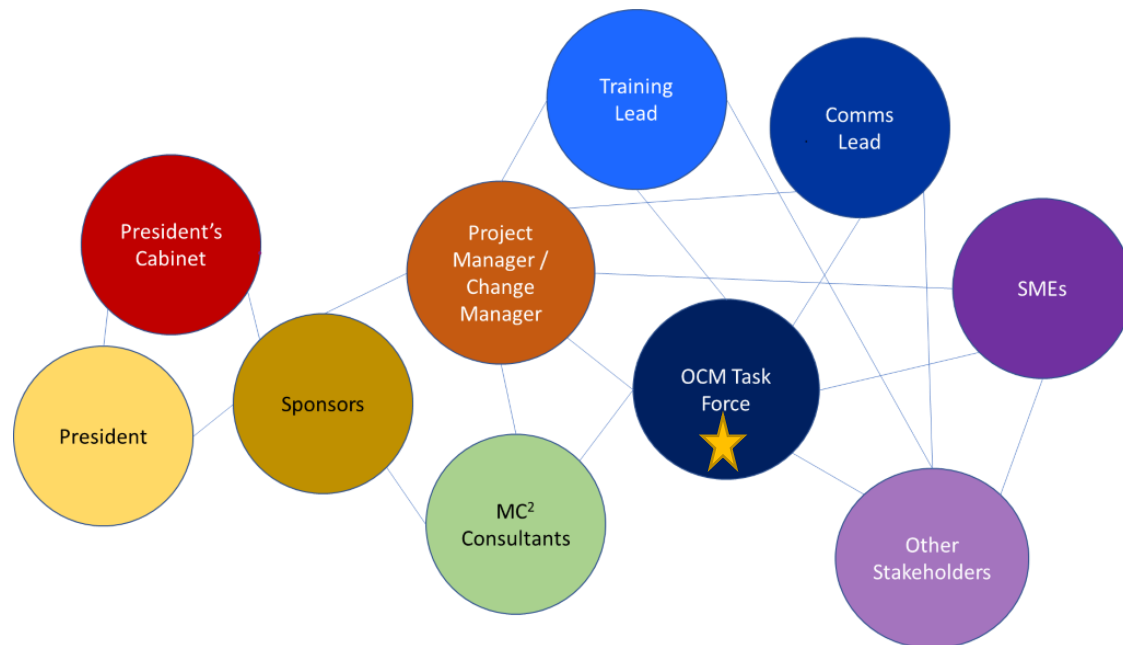 Training
Lead
Comms
Lead
President’s
Cabinet
Project
Manager /
Change
Manager
SMEs
President
Sponsors
OCM Task
Force
MC²
Consultants
Other
Stakeholders